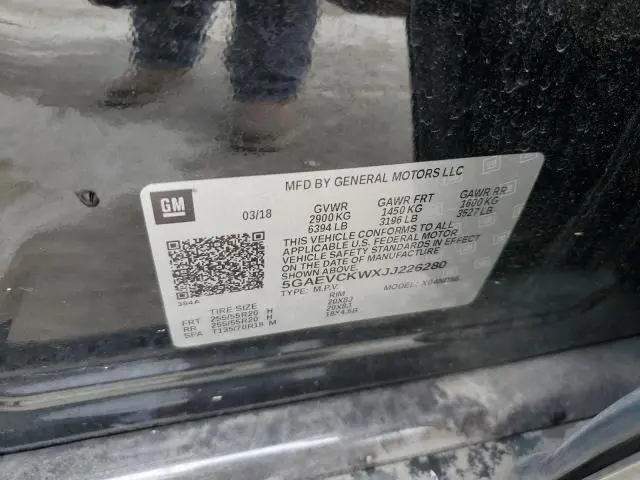 MFD BY GENERAL MOTORS LLC
GM
03/18
GVWR GAWR FRT GAWR RR
2900 KG 1450 KG 1600 KG
6394 LB 3196 LB 3527 LB
THIS VEHICLE CONFORMS TO ALL
APPLICABLE U.S. FEDERAL MOTOR
VEHICLE SAFETY STANDARDS IN EFFECT
ON THE DATE OF MANUFACTURE
SHOWN ABOVE.
5GAEVCKWXJJ226280
394A
TYPE: M.P.V. MODEL:
TIRE SIZE RIM
FRT 255/55R20 H 20X8J
RR 255/55R20 H 20X8J
SPA T135/70R18 M 18X4.5B